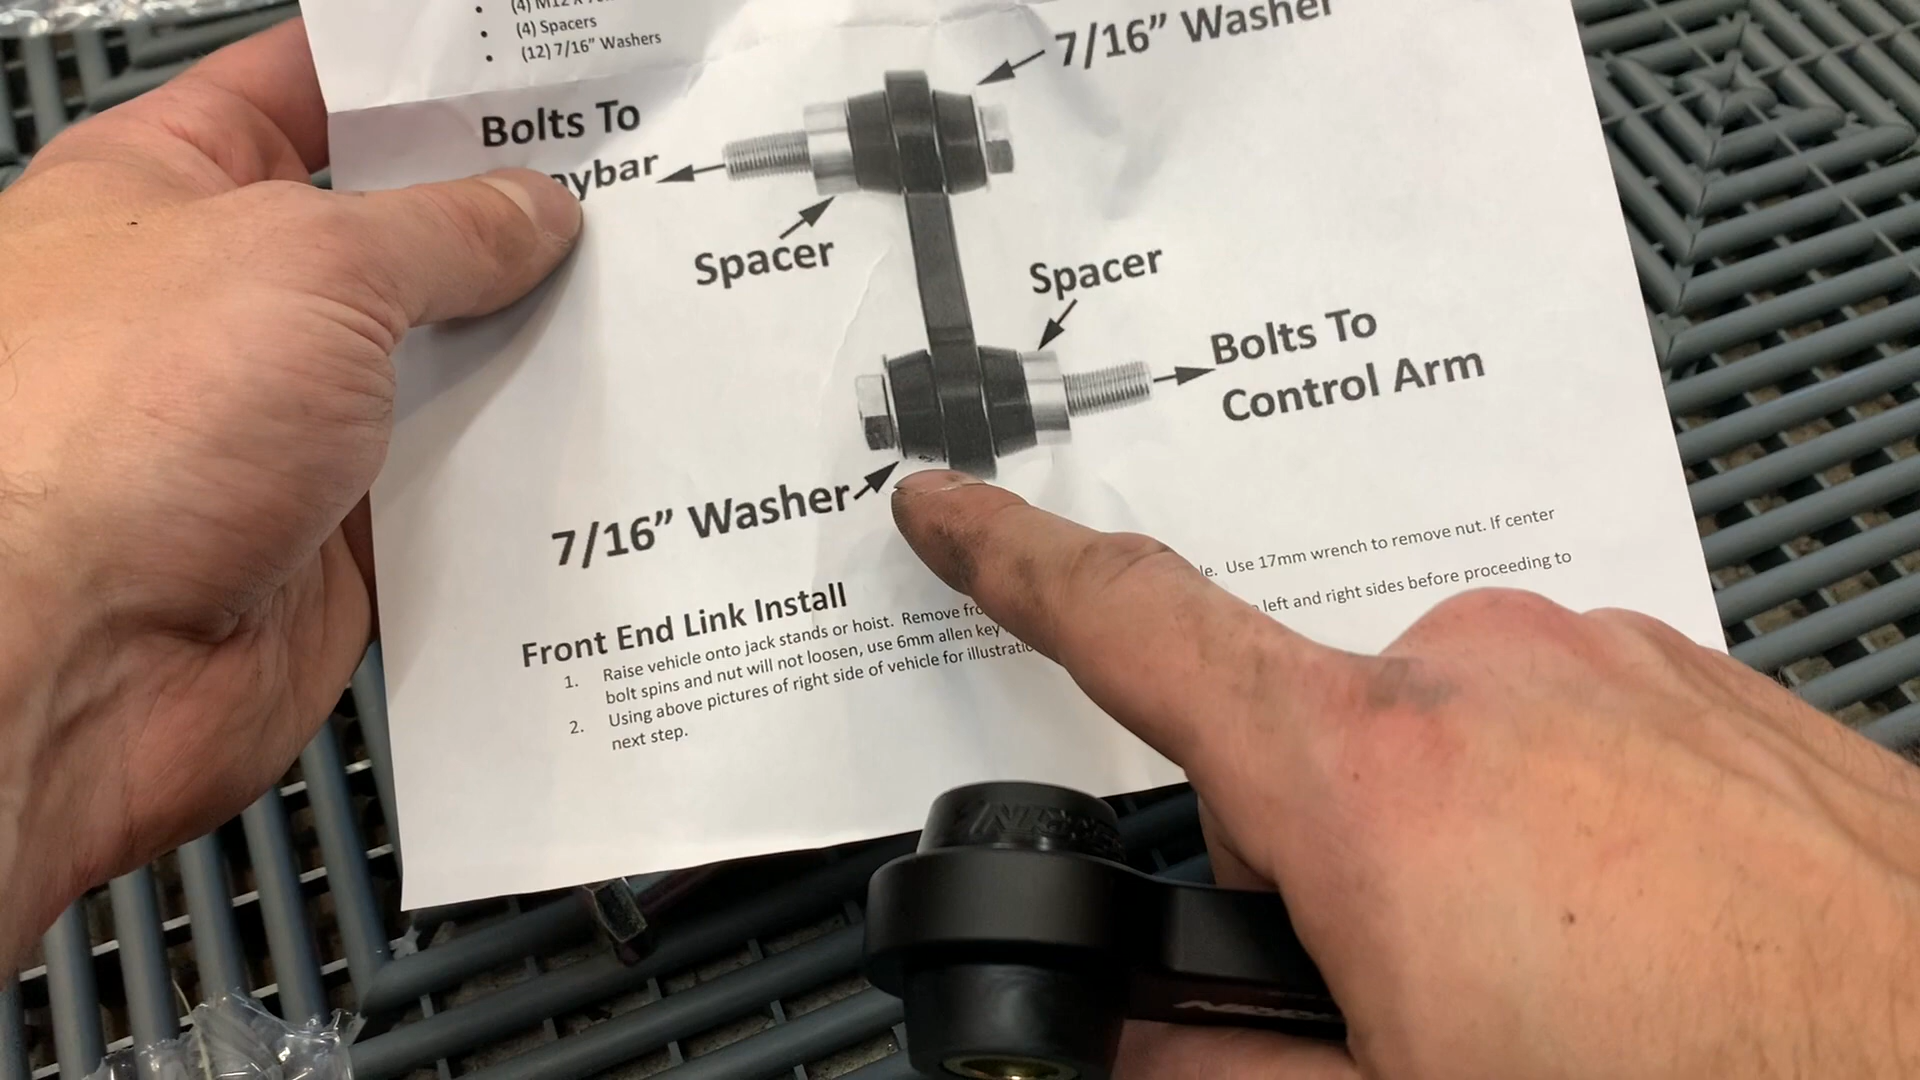 (4) M12 x
(4) Spacers
(12) 7/16” Washers
7/16” Washer
Bolts To
ybar
Spacer
Spacer
Bolts To
Control Arm
7/16” Washer
Front End Link Install
1. Raise vehicle onto jack stands or hoist. Remove fro le. Use 17mm wrench to remove nut. If center
bolt spins and nut will not loosen, use 6mm allen key
2. Using above pictures of right side of vehicle for illustratio left and right sides before proceeding to
next step.